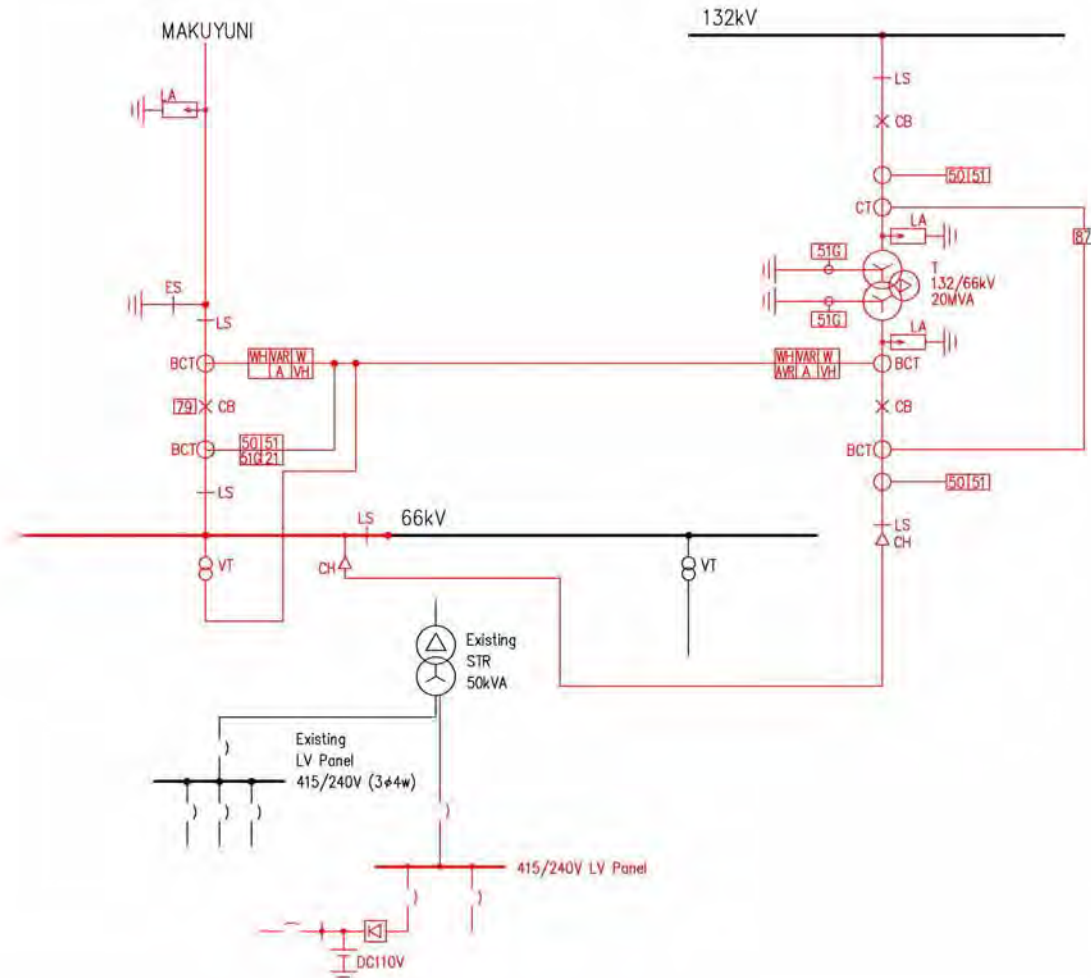 MAKUYUNI
132kV
LA
LS
CB
50 51
CT
LA
87
51G
T
132/66kV
20MVA
ES
51G
LS
LA
BCT
WH VAR W
A VH
WH VAR W
AVR A VH
BCT
79
CB
CB
BCT
50 51
51G 21
BCT
50 51
LS
LS
66kV
LS
CH
VT
CH
VT
Existing
STR
50kVA
Existing
LV Panel
415/240V (3φ4w)
415/240V LV Panel
DC110V